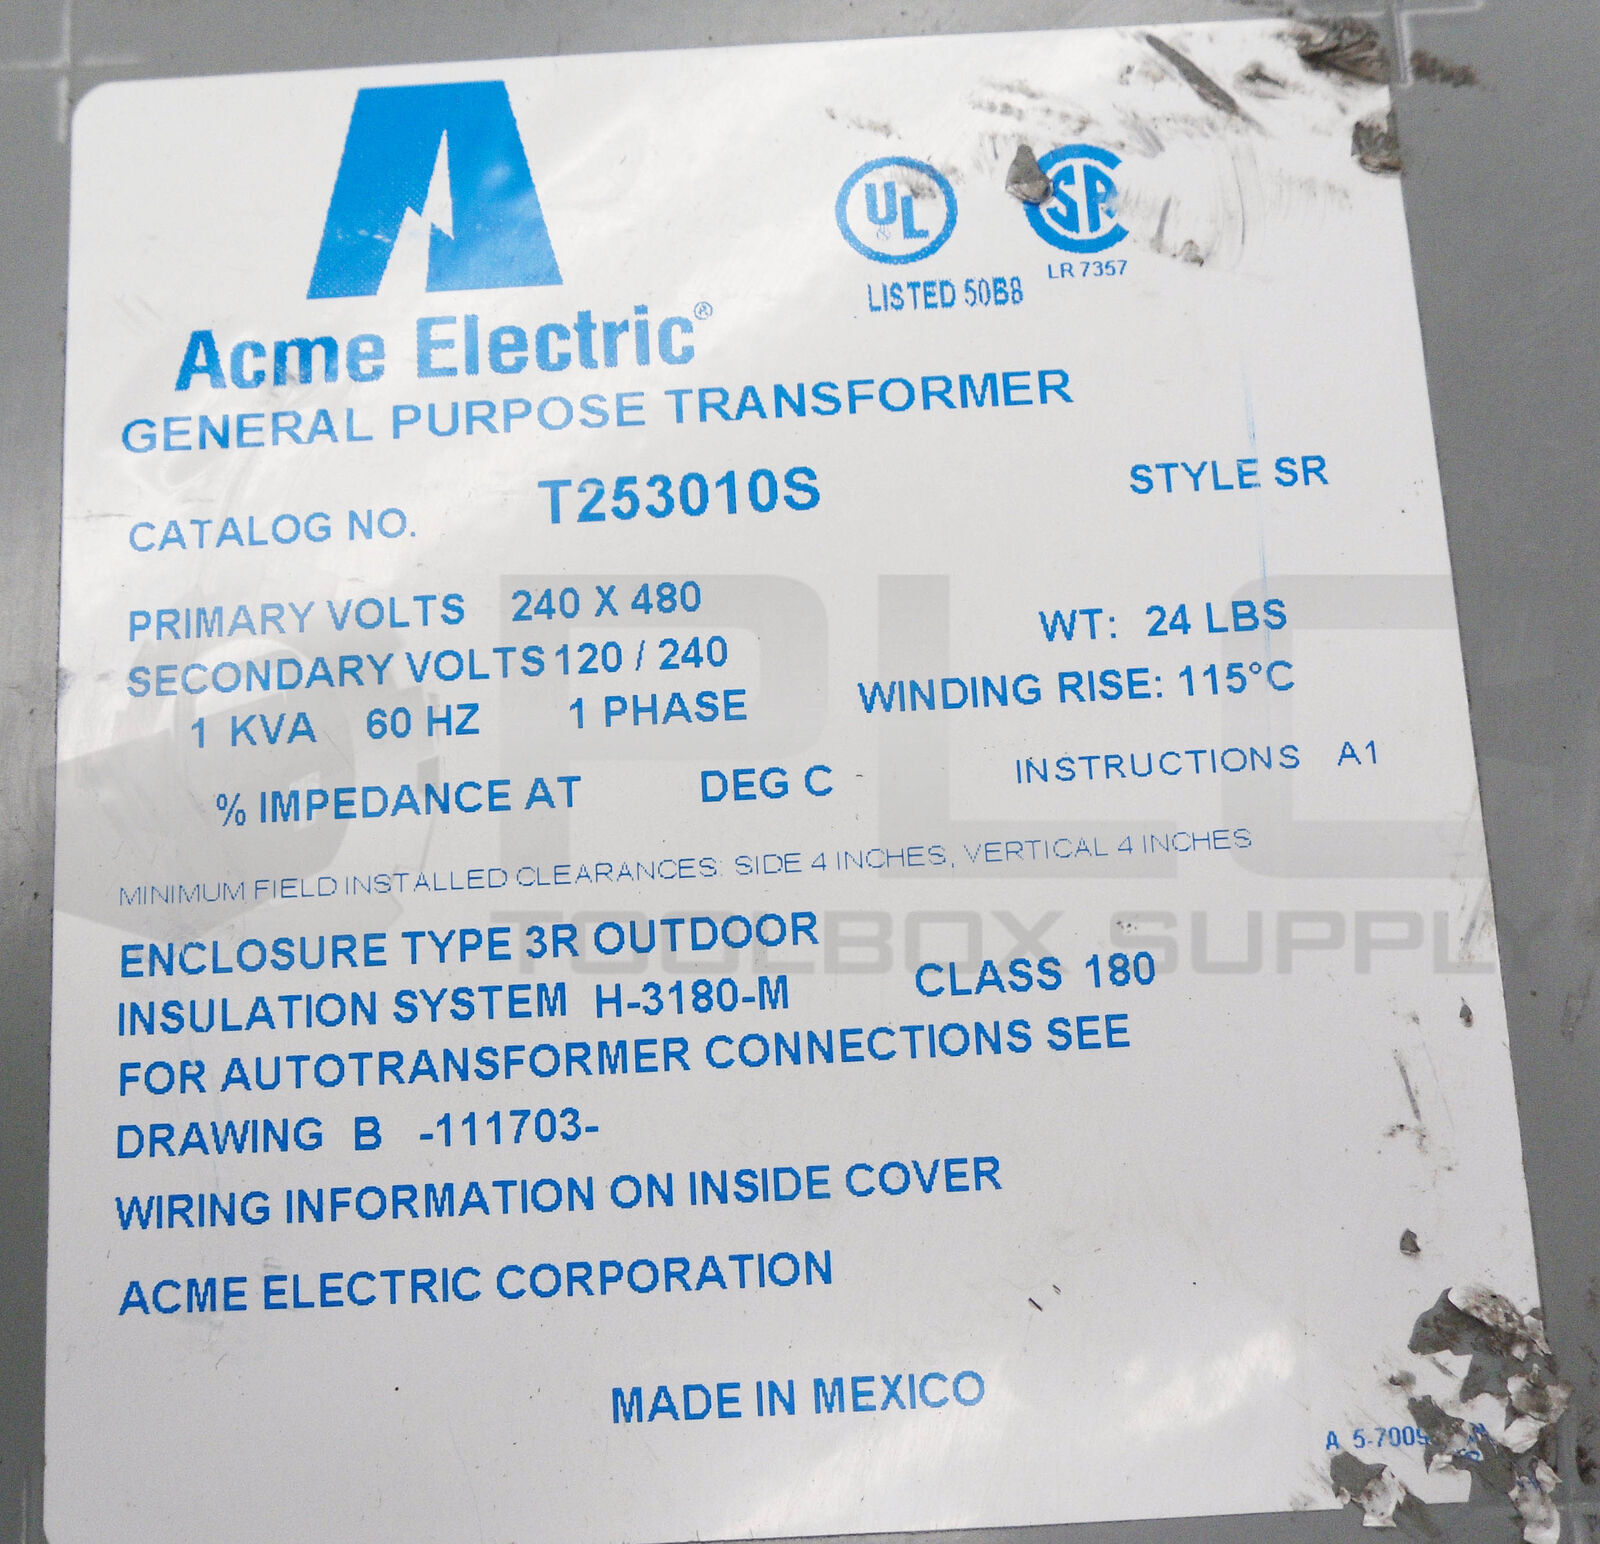 UL
LISTED 50B8
LR 7357
Acme Electric®
GENERAL PURPOSE TRANSFORMER
CATALOG NO. T253010S STYLE SR
PRIMARY VOLTS 240 X 480 WT: 24 LBS
SECONDARY VOLTS 120 / 240 WINDING RISE: 115°C
1 KVA 60 HZ 1 PHASE
% IMPEDANCE AT DEG C INSTRUCTIONS A1
MINIMUM FIELD INSTALLED CLEARANCES: SIDE 4 INCHES, VERTICAL 4 INCHES
ENCLOSURE TYPE 3R OUTDOOR
INSULATION SYSTEM H-3180-M CLASS 180
FOR AUTOTRANSFORMER CONNECTIONS SEE
DRAWING B -111703-
WIRING INFORMATION ON INSIDE COVER
ACME ELECTRIC CORPORATION
MADE IN MEXICO
A 5-7009
PLC
TOOLBOX SUPPLY